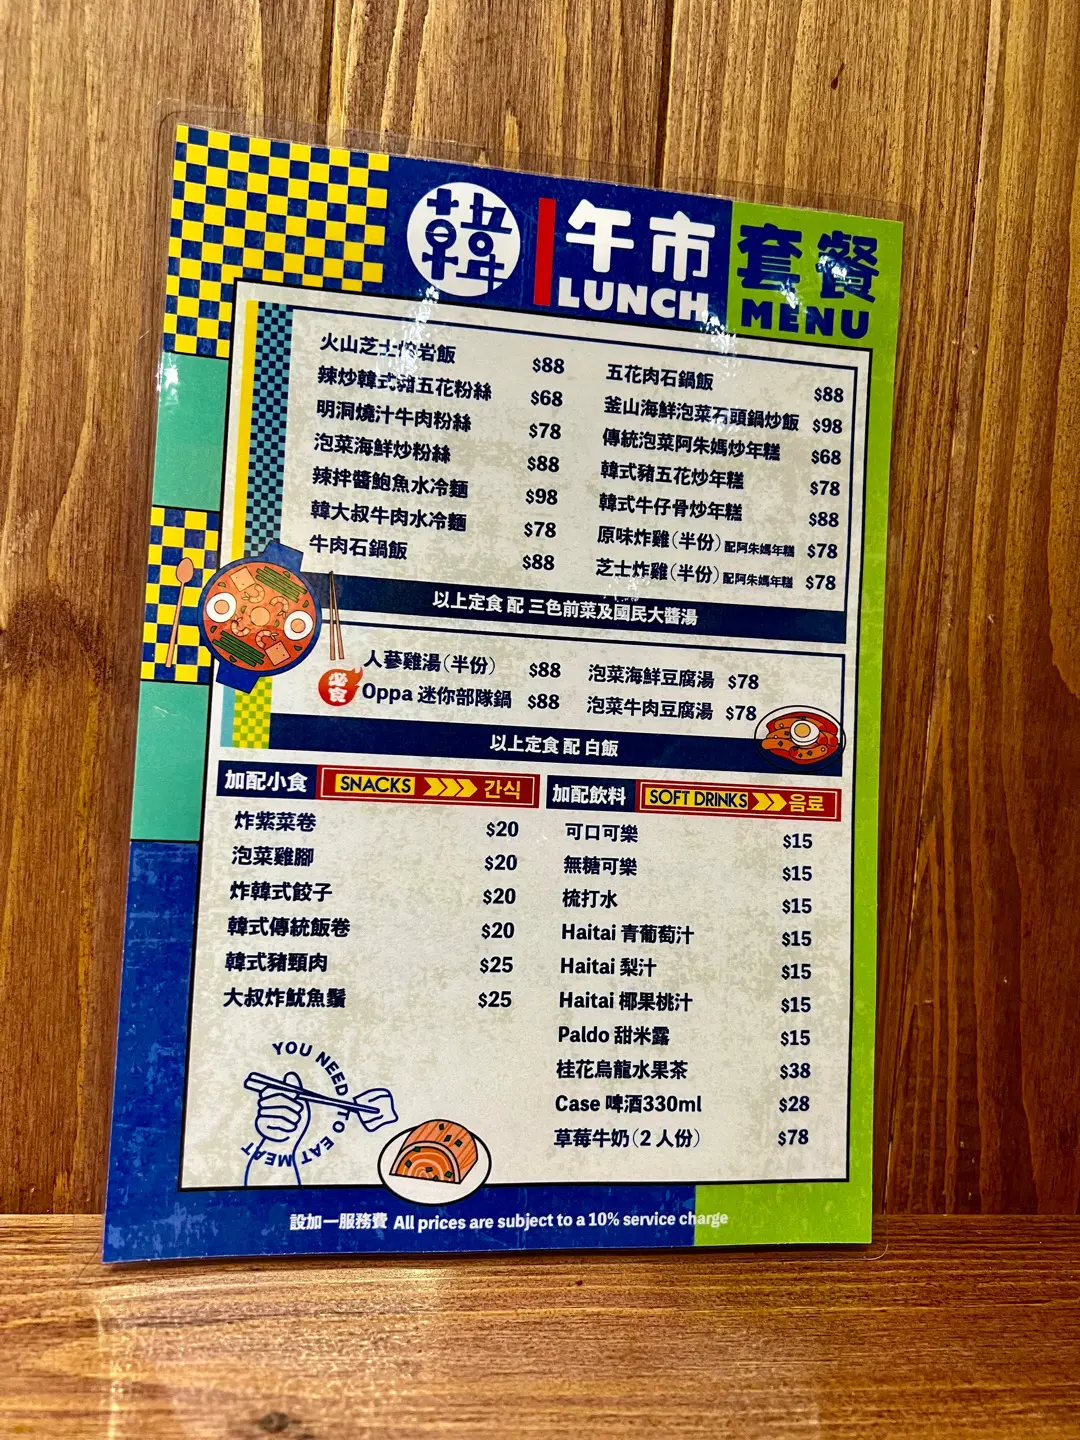 韓
午市 套餐
LUNCH MENU
火山芝士熔岩飯 $88
辣炒韓式豬五花粉絲 $68
明洞燒汁牛肉粉絲 $78
泡菜海鮮炒粉絲 $88
辣拌醬鮑魚水冷麵 $98
韓大叔牛肉水冷麵 $78
牛肉石鍋飯 $88
五花肉石鍋飯 $88
釜山海鮮泡菜石頭鍋炒飯 $98
傳統泡菜阿朱媽炒年糕 $68
韓式豬五花炒年糕 $78
韓式牛仔骨炒年糕 $88
原味炸雞(半份)配阿朱媽年糕 $78
芝士炸雞(半份)配阿朱媽年糕 $78
以上定食 配 三色前菜及國民大醬湯
必食
人蔘雞湯(半份) $88
Oppa 迷你部隊鍋 $88
泡菜海鮮豆腐湯 $78
泡菜牛肉豆腐湯 $78
以上定食 配 白飯
加配小食 SNACKS 간식
炸紫菜卷 $20
泡菜雞腳 $20
炸韓式餃子 $20
韓式傳統飯卷 $20
韓式豬頸肉 $25
大叔炸魷魚鬚 $25
YOU NEED TO EAT MEAT
加配飲料 SOFT DRINKS 음료
可口可樂 $15
無糖可樂 $15
梳打水 $15
Haitai 青葡萄汁 $15
Haitai 梨汁 $15
Haitai 椰果桃汁 $15
Paldo 甜米露 $15
桂花烏龍水果茶 $38
Case 啤酒330ml $28
草莓牛奶(2 人份) $78
設加一服務費 All prices are subject to a 10% service charge